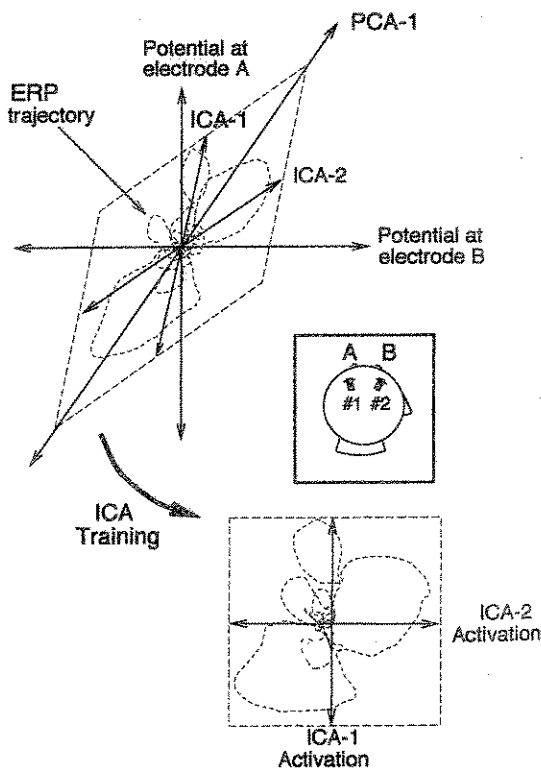 PCA-1
Potential at
electrode A
ERP
trajectory
ICA-1
ICA-2
Potential at
electrode B
A B
#1 #2
ICA
Training
ICA-2
Activation
ICA-1
Activation